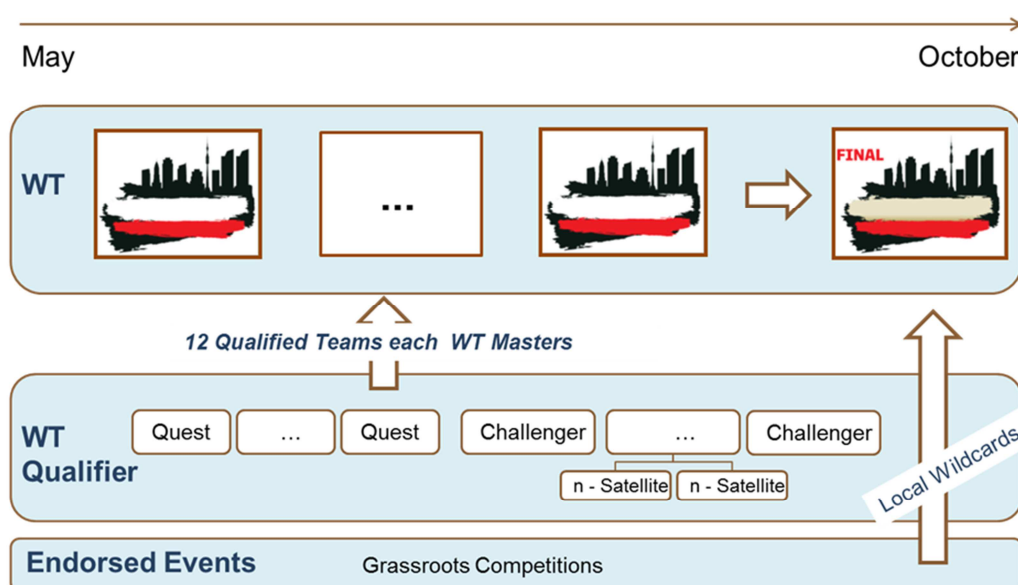 May
October
WT
...
FINAL
12 Qualified Teams each WT Masters
WT
Qualifier
Quest
...
Quest
Challenger
...
Challenger
n - Satellite
n - Satellite
Local Wildcards
Endorsed Events
Grassroots Competitions